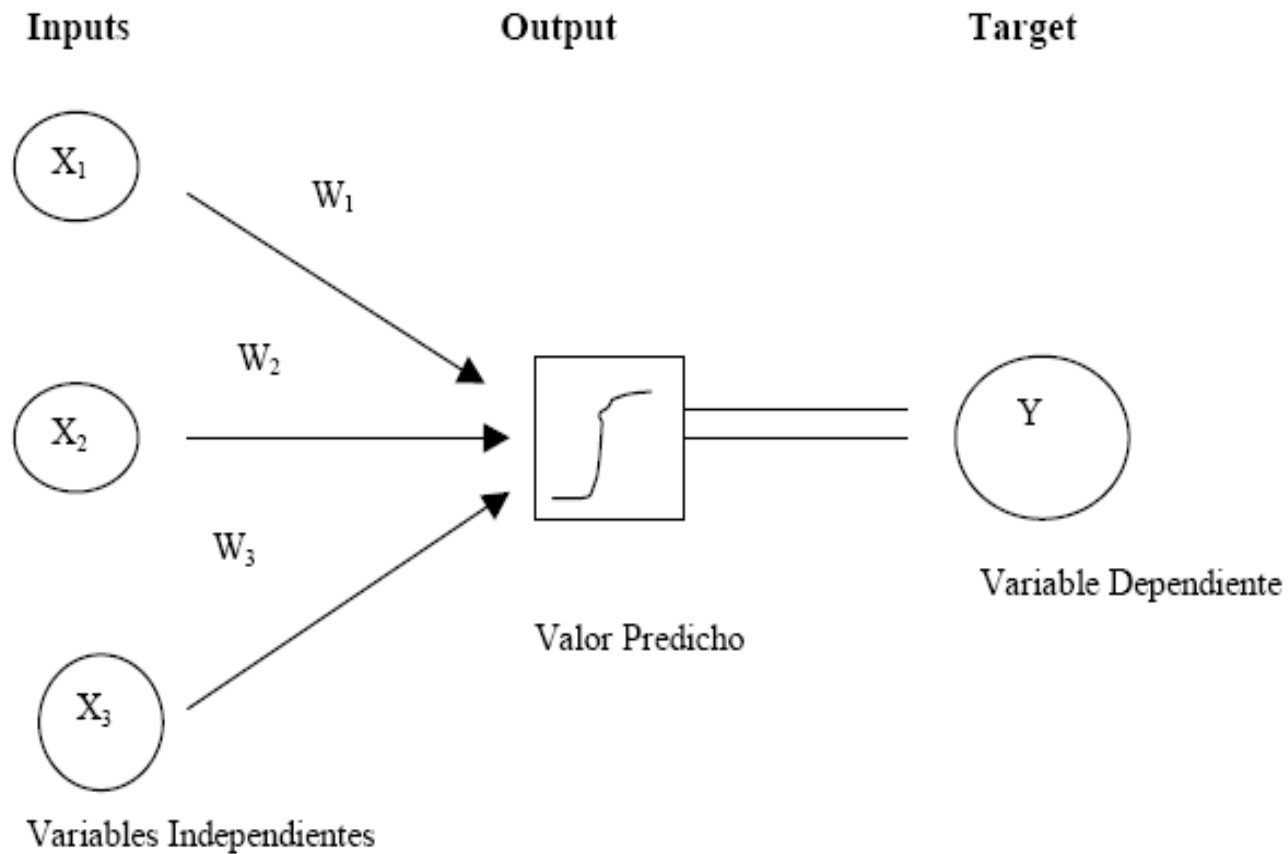 Inputs Output Target
X₁
W₁
W₂
X₂
Y
W₃
Variable Dependiente
Valor Predicho
X₃
Variables Independientes